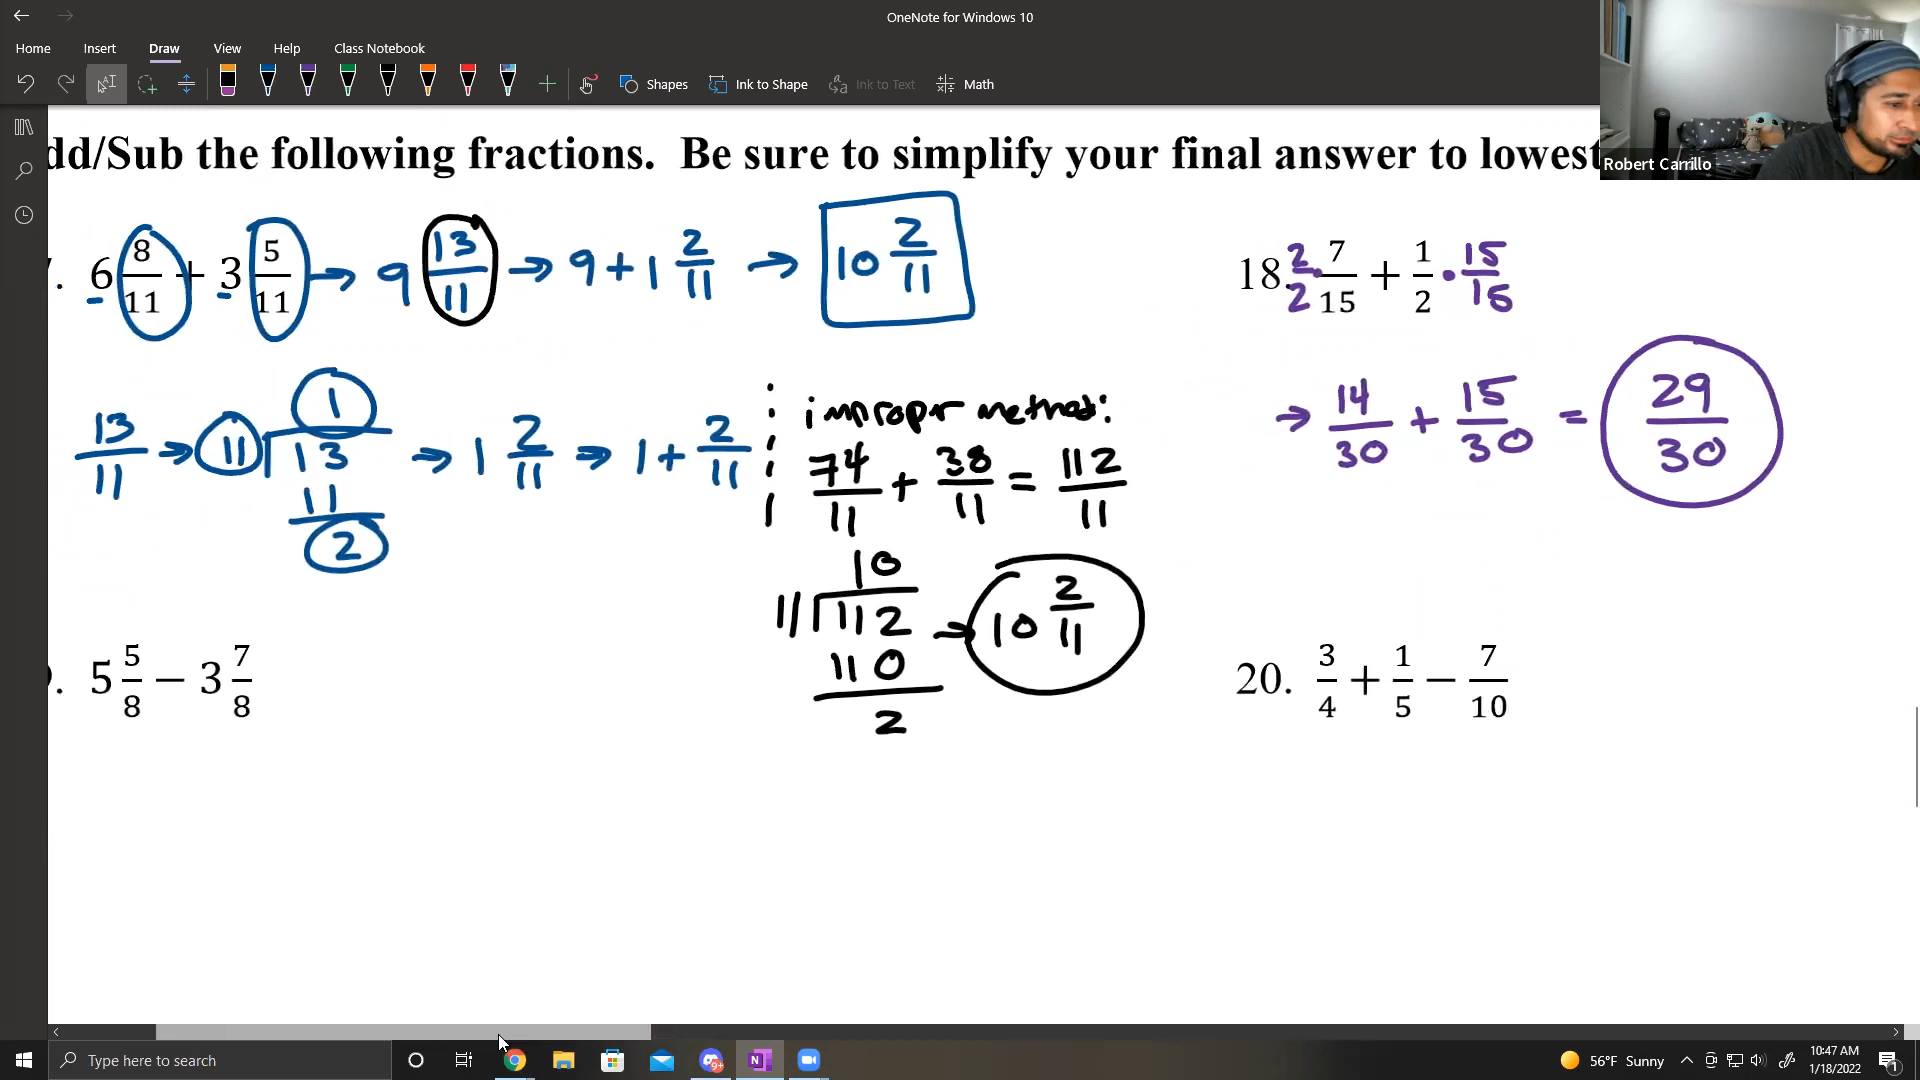 OneNote for Windows 10
Home Insert Draw View Help Class Notebook
Shapes Ink to Shape Ink to Text Math
dd/Sub the following fractions. Be sure to simplify your final answer to lowest
Robert Carrillo
. 6 8/11 + 3 5/11 → 9 13/11 → 9 + 1 2/11 → 10 2/11
13/11 → 11 1 13 11 2 → 1 2/11 → 1 + 2/11
improper method:
74/11 + 38/11 = 112/11
10
11 112 → 10 2/11
110
2
18. 2/2 · 7/15 + 1/2 · 15/15
→ 14/30 + 15/30 = 29/30
. 5 5/8 − 3 7/8
20. 3/4 + 1/5 − 7/10
Type here to search
9+
N
56°F Sunny
10:47 AM
1/18/2022
1